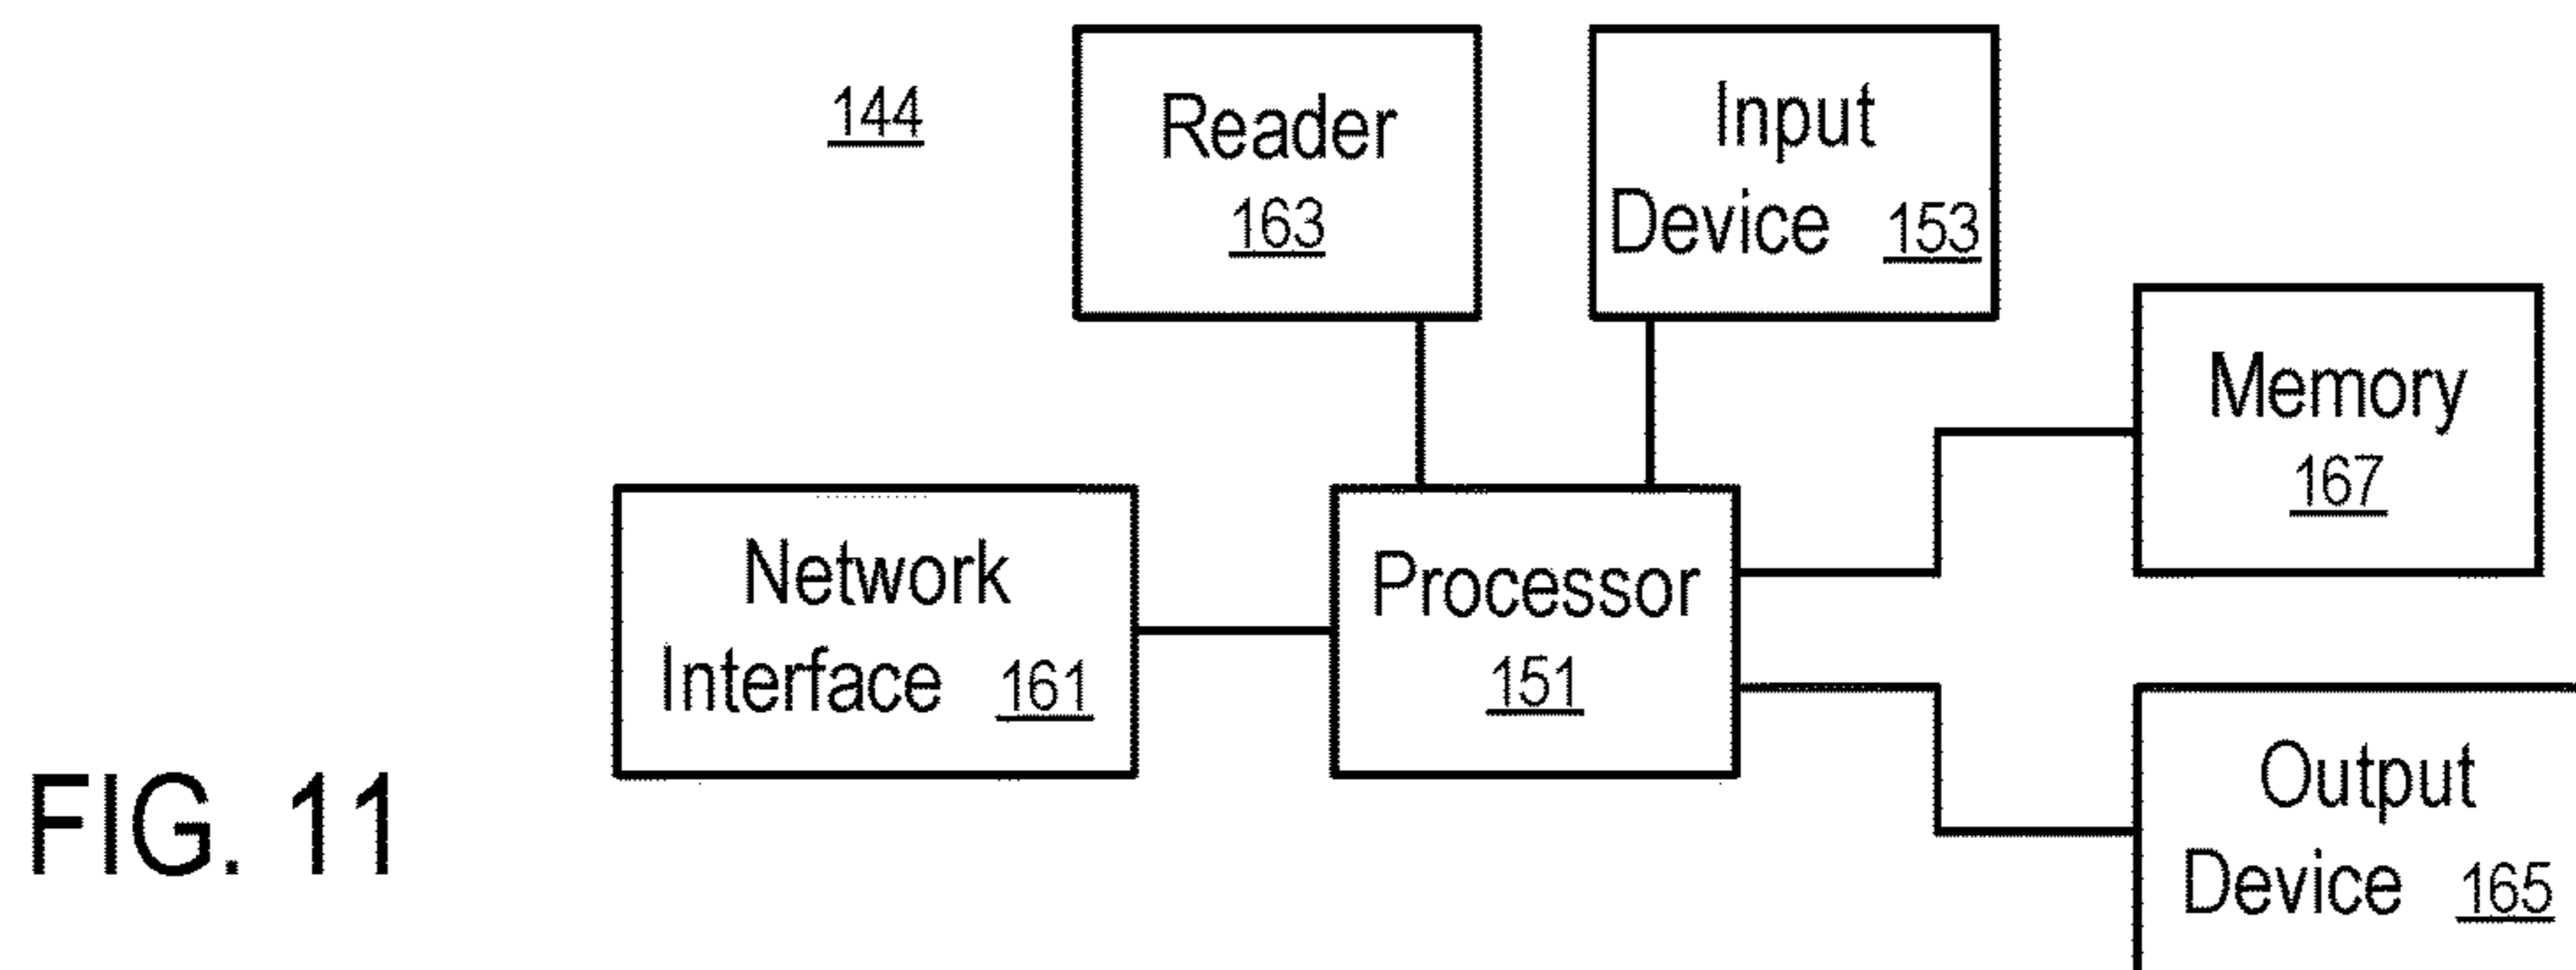 144
Reader
163
Input
Device 153
Memory
167
Network
Interface 161
Processor
151
Output
Device 165
FIG. 11